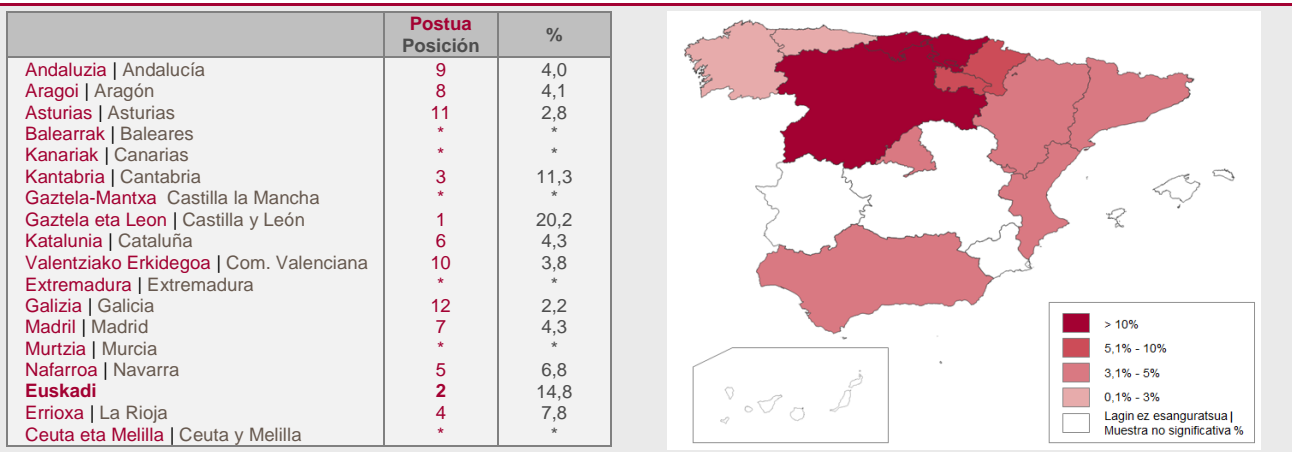 Postua
Posición
%
Andaluzia | Andalucía 9 4,0
Aragoi | Aragón 8 4,1
Asturias | Asturias 11 2,8
Balearrak | Baleares * *
Kanariak | Canarias * *
Kantabria | Cantabria 3 11,3
Gaztela-Mantxa Castilla la Mancha * *
Gaztela eta Leon | Castilla y León 1 20,2
Katalunia | Cataluña 6 4,3
Valentziako Erkidegoa | Com. Valenciana 10 3,8
Extremadura | Extremadura * *
Galizia | Galicia 12 2,2
Madril | Madrid 7 4,3
Murtzia | Murcia * *
Nafarroa | Navarra 5 6,8
Euskadi 2 14,8
Errioxa | La Rioja 4 7,8
Ceuta eta Melilla | Ceuta y Melilla * *
> 10%
5,1% - 10%
3,1% - 5%
0,1% - 3%
Lagin ez esanguratsua |
Muestra no significativa %